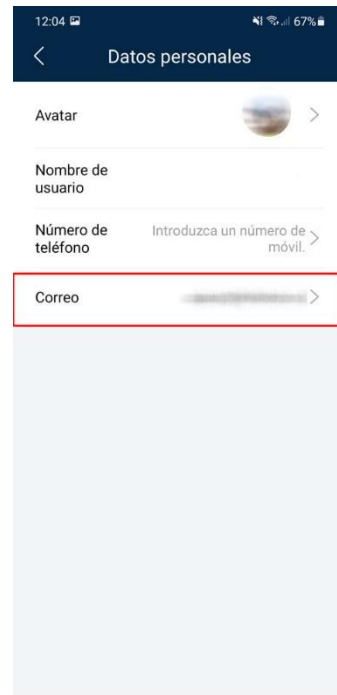 12:04 67%
Datos personales
Avatar
Nombre de
usuario
Número de
teléfono
Introduzca un número de
móvil.
Correo